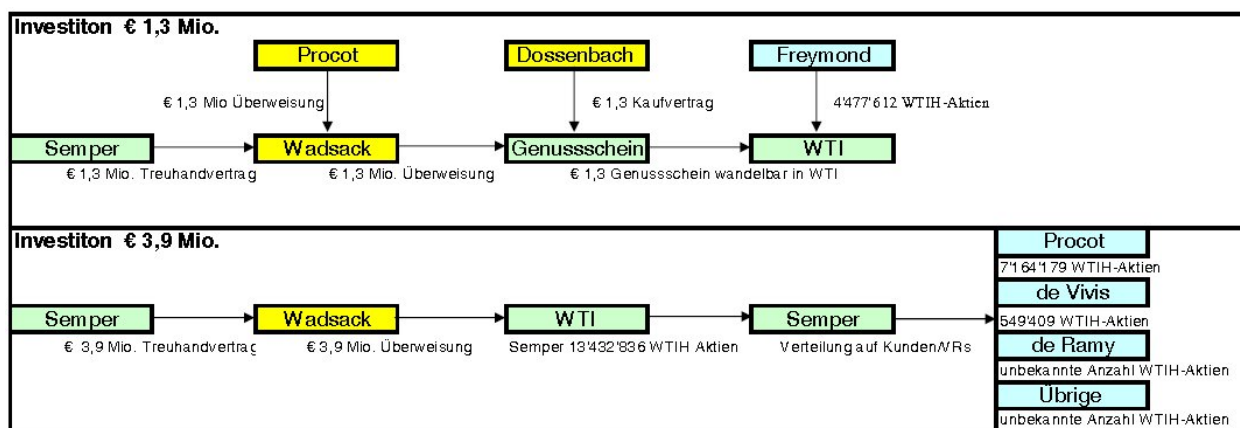 Investiton € 1,3 Mio.
Procot
Dossenbach
Freymond
€ 1,3 Mio Überweisung
€ 1,3 Kaufvertrag
4'477'612 WTIH-Aktien
Semper
Wadsack
Genussschein
WTI
€ 1,3 Mio. Treuhandvertrag
€ 1,3 Mio. Überweisung
€ 1,3 Genussschein wandelbar in WTI
Investiton € 3,9 Mio.
Procot
7'164'179 WTIH-Aktien
de Vivis
Semper
Wadsack
WTI
Semper
549'409 WTIH-Aktien
€ 3,9 Mio. Treuhandvertrag
€ 3,9 Mio. Überweisung
Semper 13'432'836 WTIH Aktien
Verteilung auf Kunden/VRs
de Ramy
unbekannte Anzahl WTIH-Aktien
Übrige
unbekannte Anzahl WTIH-Aktien